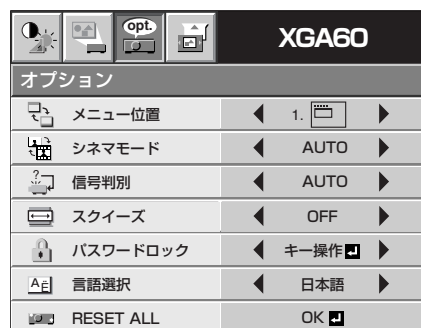 opt. XGA60
オプション
メニュー位置 1.
シネマモード AUTO
信号判別 AUTO
スクイーズ OFF
パスワードロック キー操作
A È 言語選択 日本語
RESET ALL OK